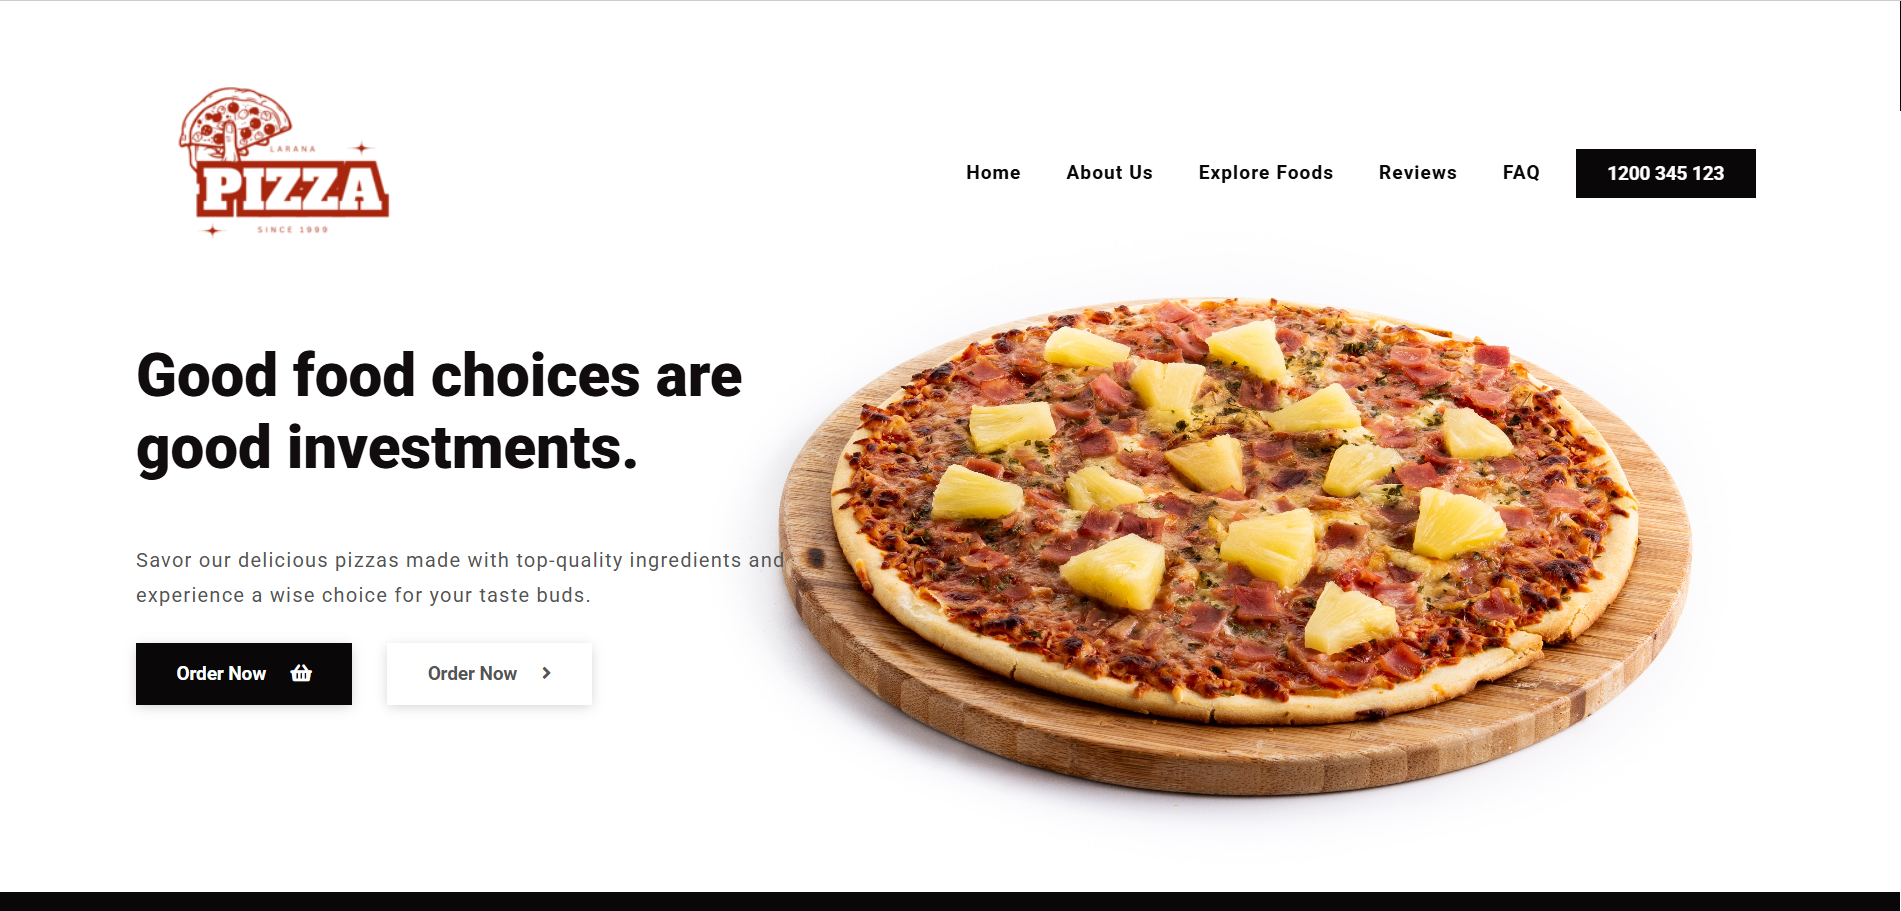 LARANA
PIZZA
SINCE 1999
Home About Us Explore Foods Reviews FAQ 1200 345 123
Good food choices are
good investments.
Savor our delicious pizzas made with top-quality ingredients and
experience a wise choice for your taste buds.
Order Now Order Now